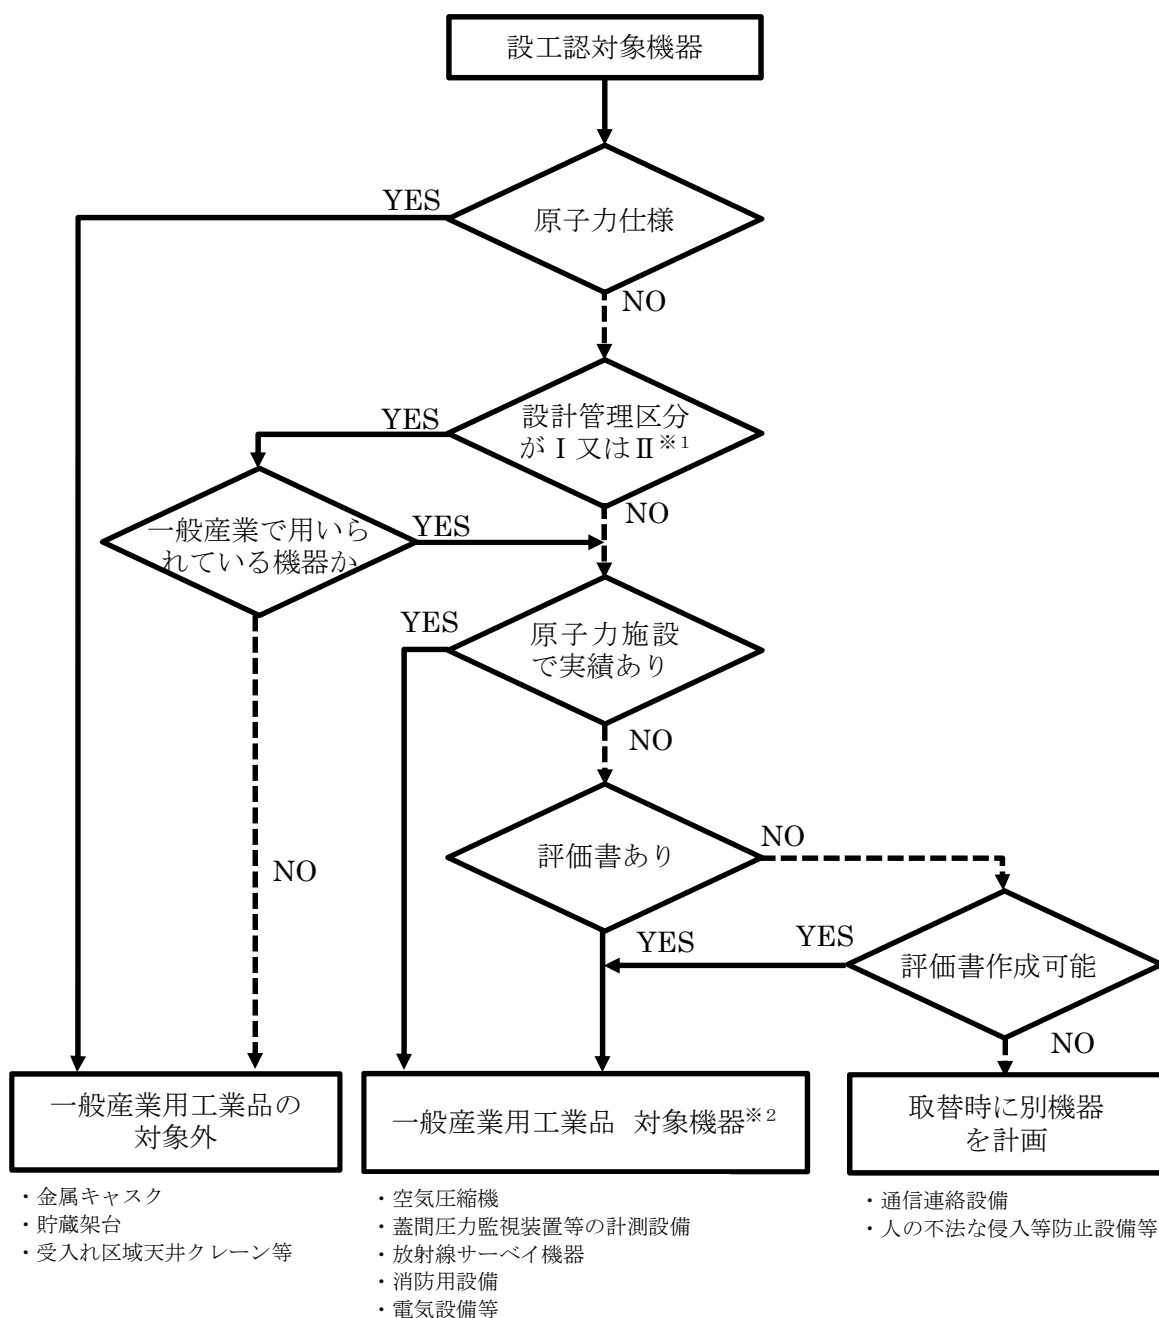 設工認対象機器
YES
原子力仕様
NO
YES
設計管理区分
がⅠ又はⅡ※1
NO
一般産業で用いら
れている機器か
YES
YES
原子力施設
で実績あり
NO
NO
評価書あり
NO
YES
YES
評価書作成可能
NO
一般産業用工業品の
対象外
一般産業用工業品 対象機器※2
取替時に別機器
を計画
・金属キャスク
・貯蔵架台
・受入れ区域天井クレーン等
・空気圧縮機
・蓋間圧力監視装置等の計測設備
・放射線サーベイ機器
・消防用設備
・電気設備等
・通信連絡設備
・人の不法な侵入等防止設備等